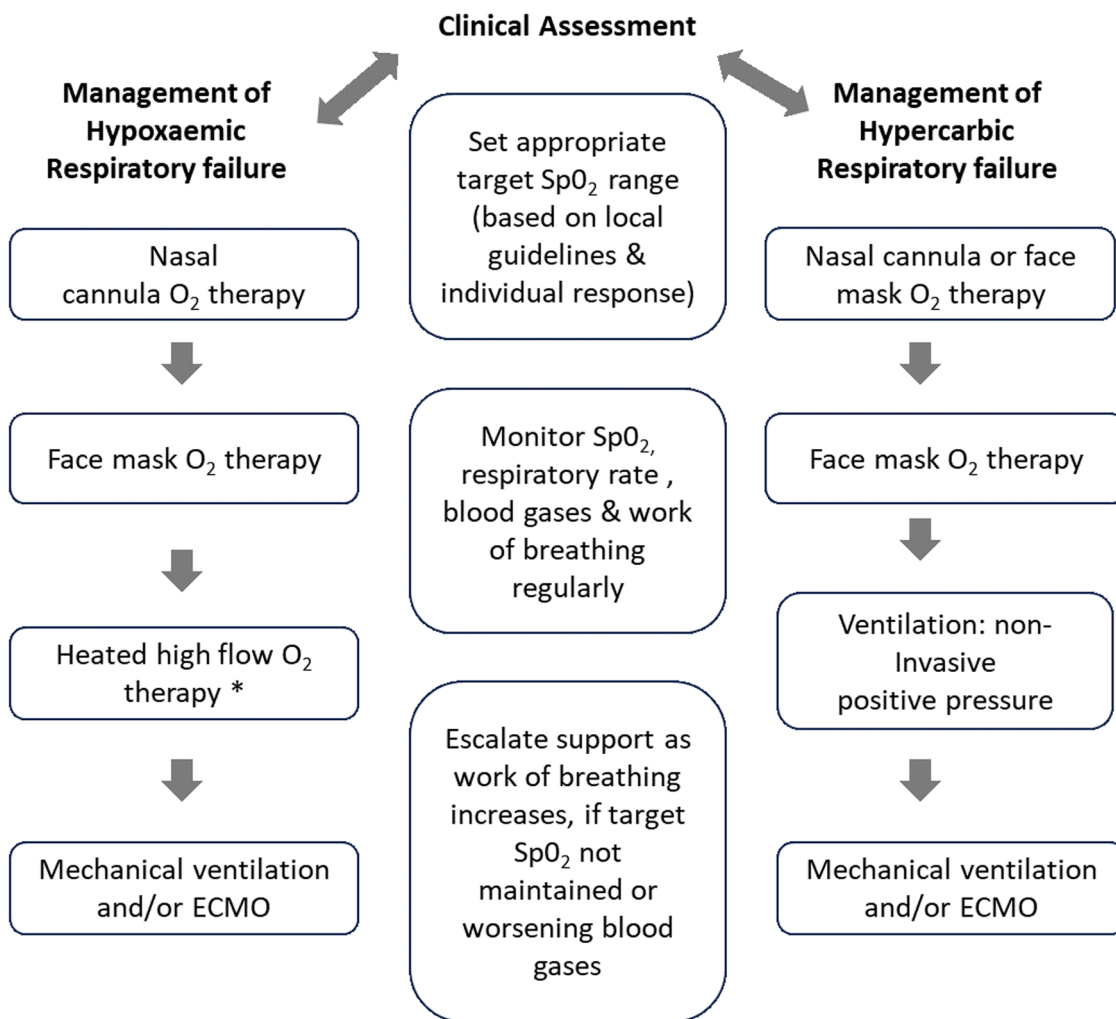 Clinical Assessment
Management of
Hypoxaemic
Respiratory failure
Nasal
cannula O₂ therapy
Face mask O₂ therapy
Heated high flow O₂
therapy *
Mechanical ventilation
and/or ECMO
Set appropriate
target Sp0₂ range
(based on local
guidelines &
individual response)
Monitor Sp0₂,
respiratory rate ,
blood gases & work
of breathing
regularly
Escalate support as
work of breathing
increases, if target
Sp0₂ not
maintained or
worsening blood
gases
Management of
Hypercarbic
Respiratory failure
Nasal cannula or face
mask O₂ therapy
Face mask O₂ therapy
Ventilation: non-
Invasive
positive pressure
Mechanical ventilation
and/or ECMO